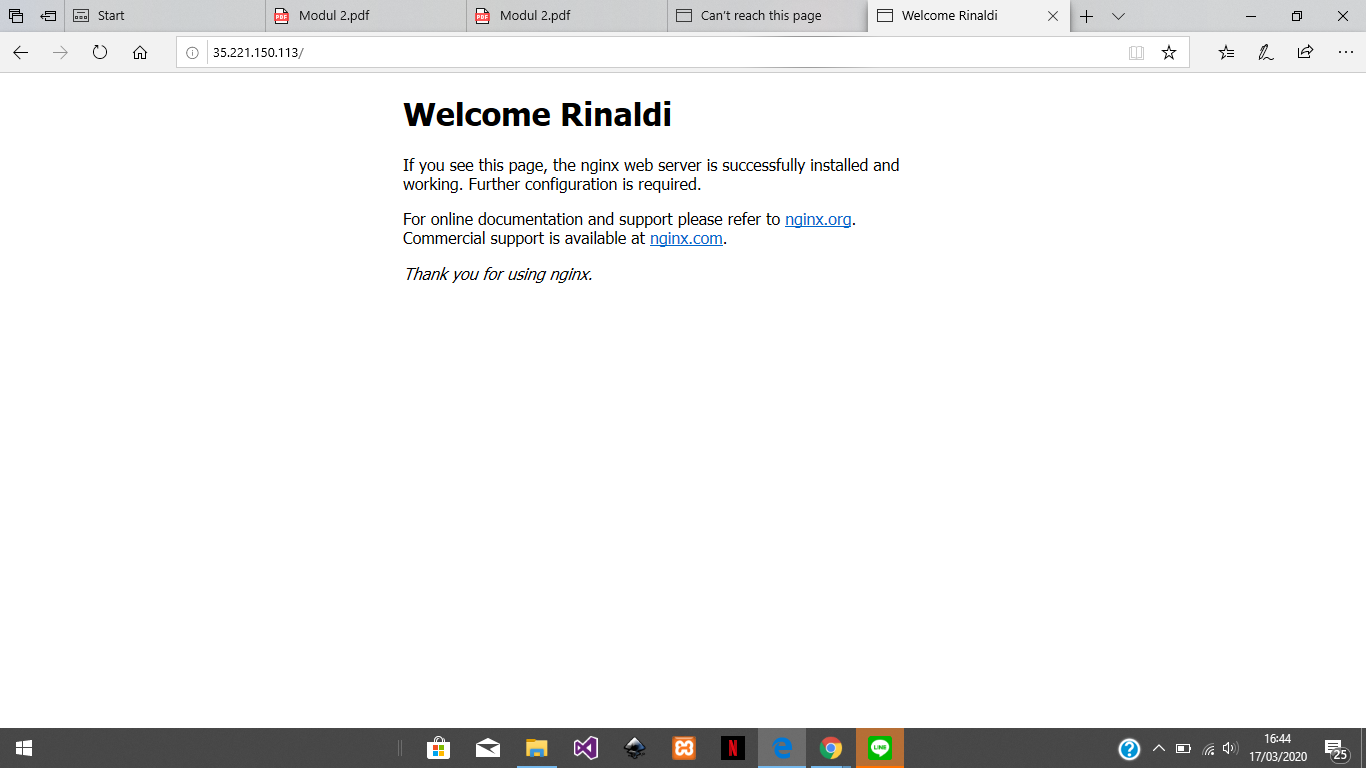 Start
Modul 2.pdf
Modul 2.pdf
Can't reach this page
Welcome Rinaldi
35.221.150.113/
Welcome Rinaldi
If you see this page, the nginx web server is successfully installed and
working. Further configuration is required.
For online documentation and support please refer to nginx.org.
Commercial support is available at nginx.com.
Thank you for using nginx.
N
LINE
16:44
17/03/2020
25